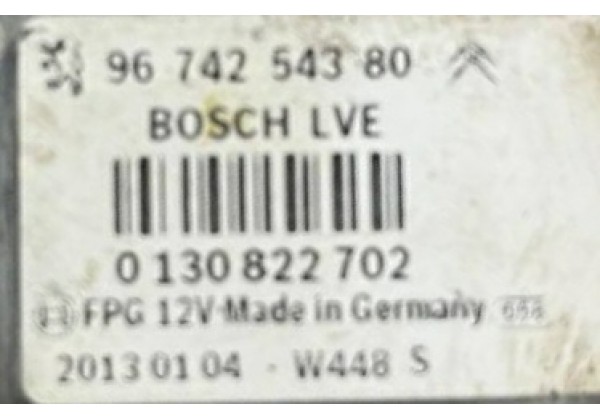 96 742 543 80
BOSCH LVE
0 130 822 702
FPG 12V Made in Germany
2013 01 04 - W448 S